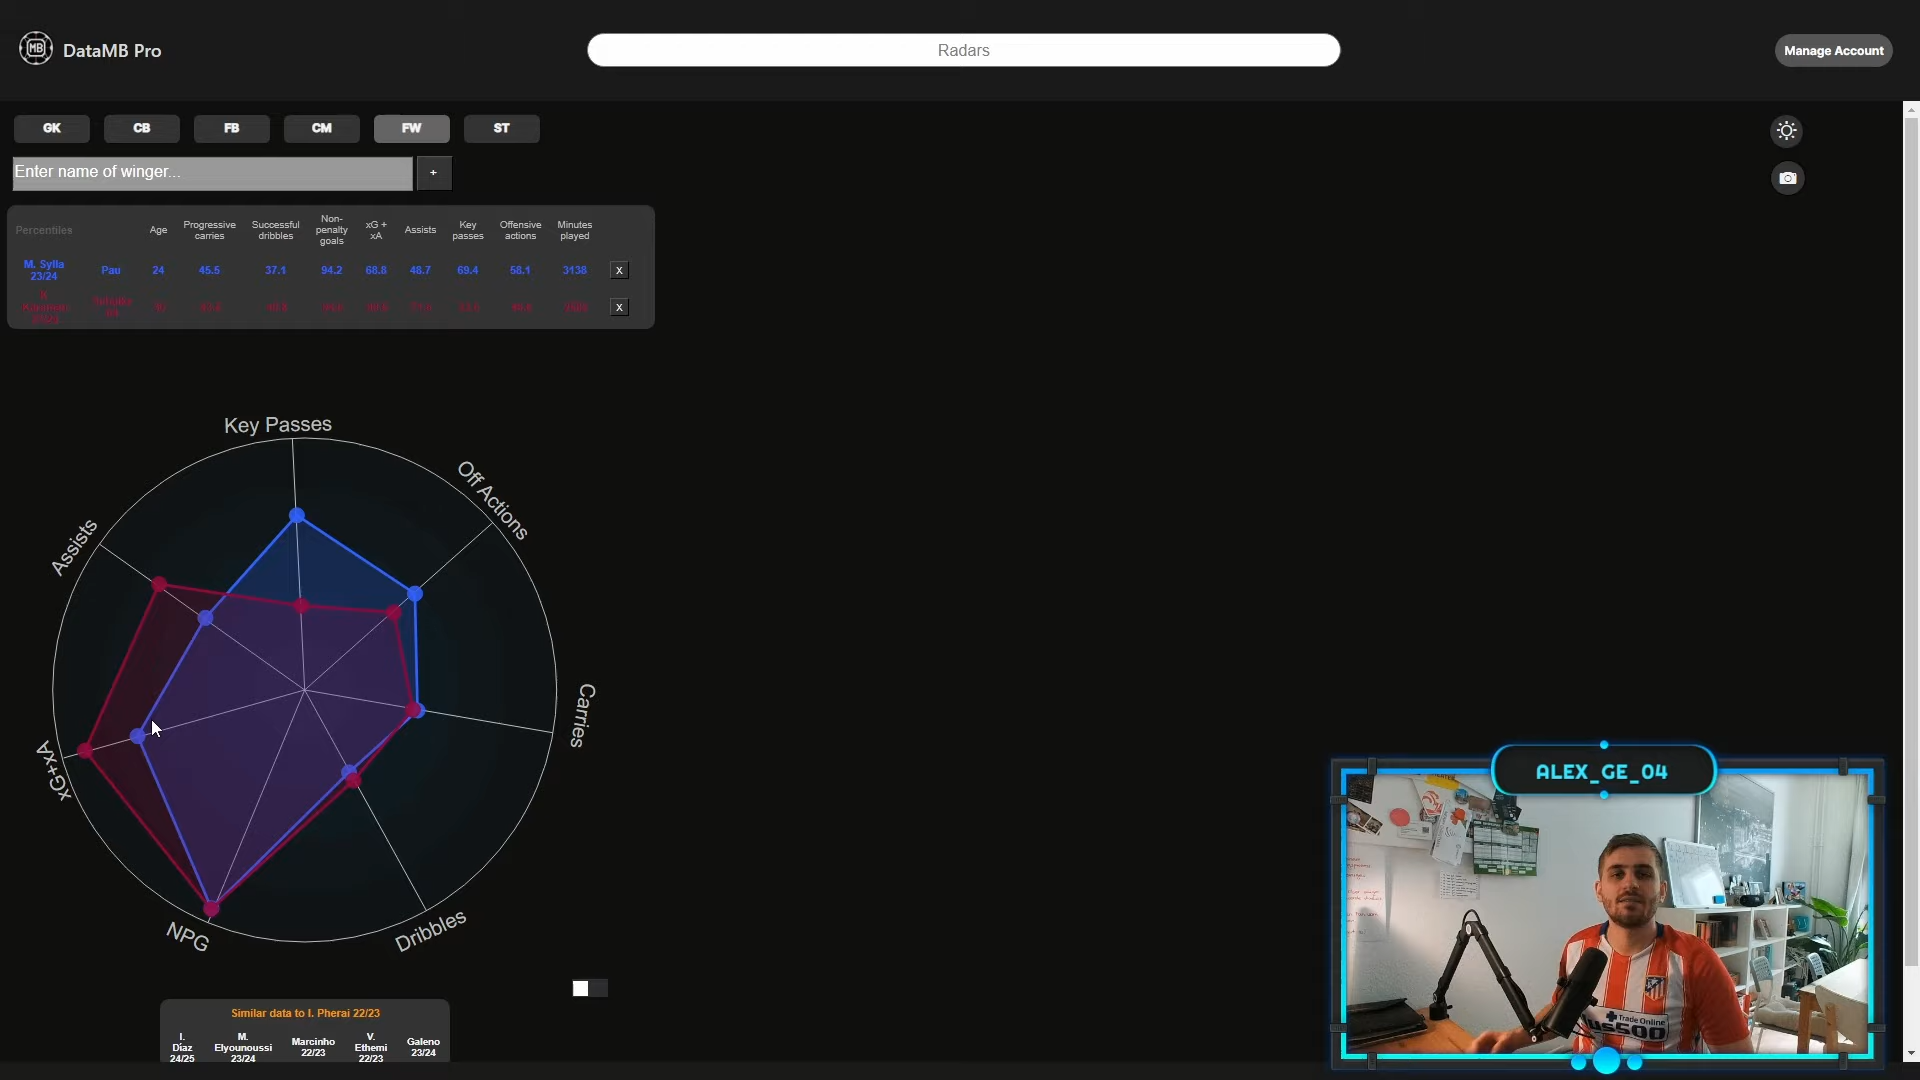 DataMB Pro
Radars
Manage Account
GK CB FB CM FW ST
Enter name of winger...
+
Percentiles Age Progressive carries Successful dribbles Non-penalty goals xG + xA Assists Key passes Offensive actions Minutes played
M. Sylla 23/24 Pau 24 45.5 37.1 94.2 68.8 48.7 69.4 58.1 3138 X
X
Key Passes
Off Actions
Assists
Carries
xG+xA
NPG
Dribbles
Similar data to I. Pherai 22/23
I. Diaz 24/25
M. Elyounoussi 23/24
Marcinho 22/23
V. Ethemi 22/23
Galeno 23/24
ALEX_GE_04
Trade Online
us500